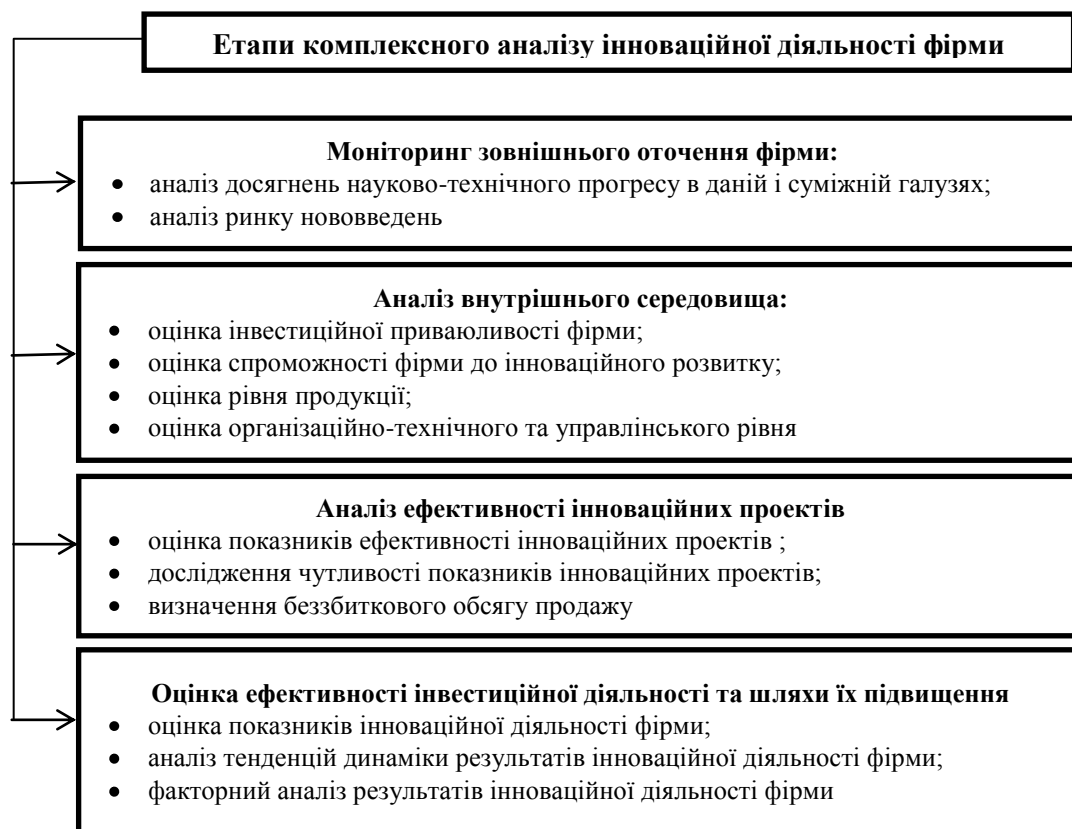 Етапи комплексного аналізу інноваційної діяльності фірми
Моніторинг зовнішнього оточення фірми:
• аналіз досягнень науково-технічного прогресу в даній і суміжній галузях;
• аналіз ринку нововведень
Аналіз внутрішнього середовища:
• оцінка інвестиційної приваюливості фірми;
• оцінка спроможності фірми до інноваційного розвитку;
• оцінка рівня продукції;
• оцінка організаційно-технічного та управлінського рівня
Аналіз ефективності інноваційних проектів
• оцінка показників ефективності інноваційних проектів ;
• дослідження чутливості показників інноваційних проектів;
• визначення беззбиткового обсягу продажу
Оцінка ефективності інвестиційної діяльності та шляхи їх підвищення
• оцінка показників інноваційної діяльності фірми;
• аналіз тенденцій динаміки результатів інноваційної діяльності фірми;
• факторний аналіз результатів інноваційної діяльності фірми